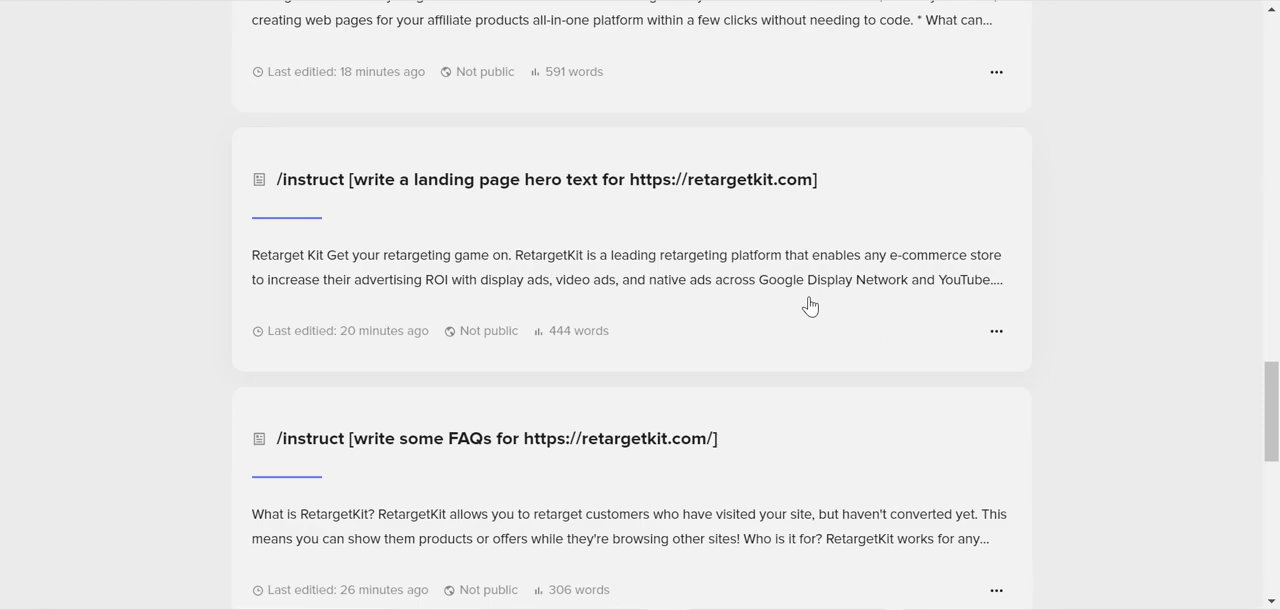 creating web pages for your affiliate products all-in-one platform within a few clicks without needing to code. * What can...
Last editied: 18 minutes ago Not public 591 words
/instruct [write a landing page hero text for https://retargetkit.com]
Retarget Kit Get your retargeting game on. RetargetKit is a leading retargeting platform that enables any e-commerce store
to increase their advertising ROI with display ads, video ads, and native ads across Google Display Network and YouTube....
Last editied: 20 minutes ago Not public 444 words
/instruct [write some FAQs for https://retargetkit.com/]
What is RetargetKit? RetargetKit allows you to retarget customers who have visited your site, but haven't converted yet. This
means you can show them products or offers while they're browsing other sites! Who is it for? RetargetKit works for any...
Last editied: 26 minutes ago Not public 306 words